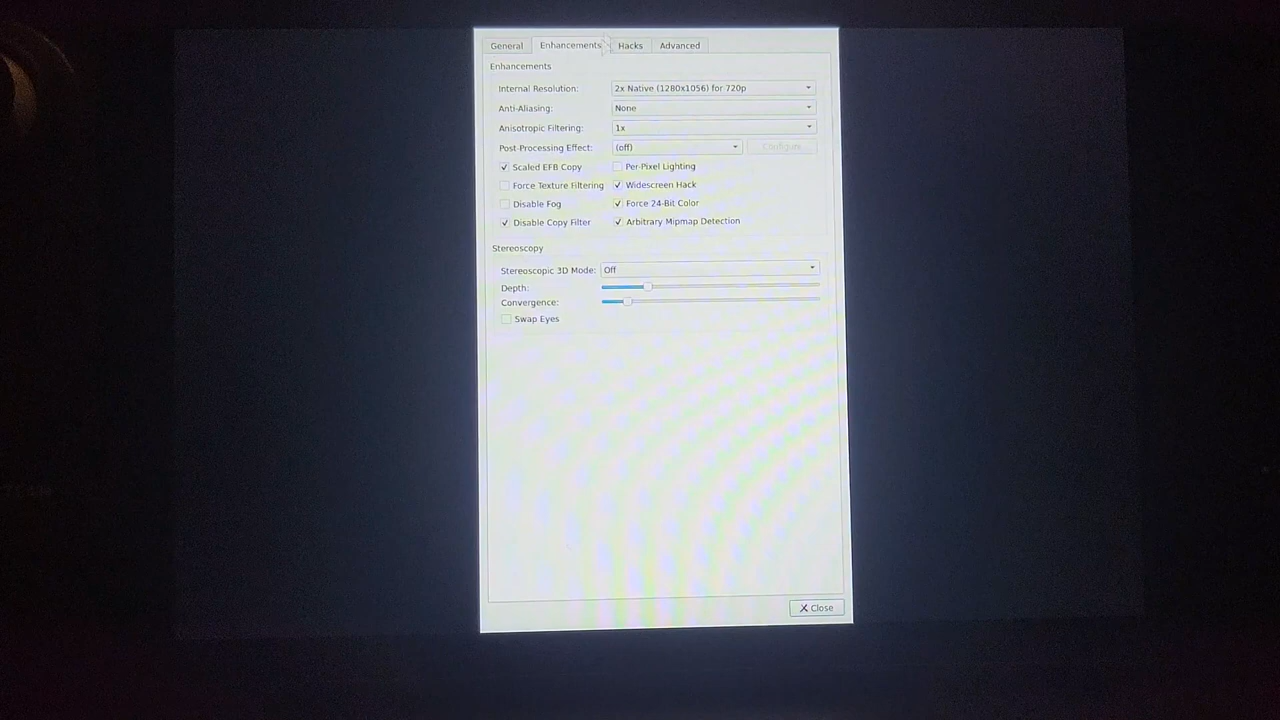 General Enhancements Hacks Advanced
Enhancements
Internal Resolution: 2x Native (1280x1056) for 720p
Anti-Aliasing: None
Anisotropic Filtering: 1x
Post-Processing Effect: (off) Configure
Scaled EFB Copy Per-Pixel Lighting
Force Texture Filtering Widescreen Hack
Disable Fog Force 24-Bit Color
Disable Copy Filter Arbitrary Mipmap Detection
Stereoscopy
Stereoscopic 3D Mode: Off
Depth:
Convergence:
Swap Eyes
Close